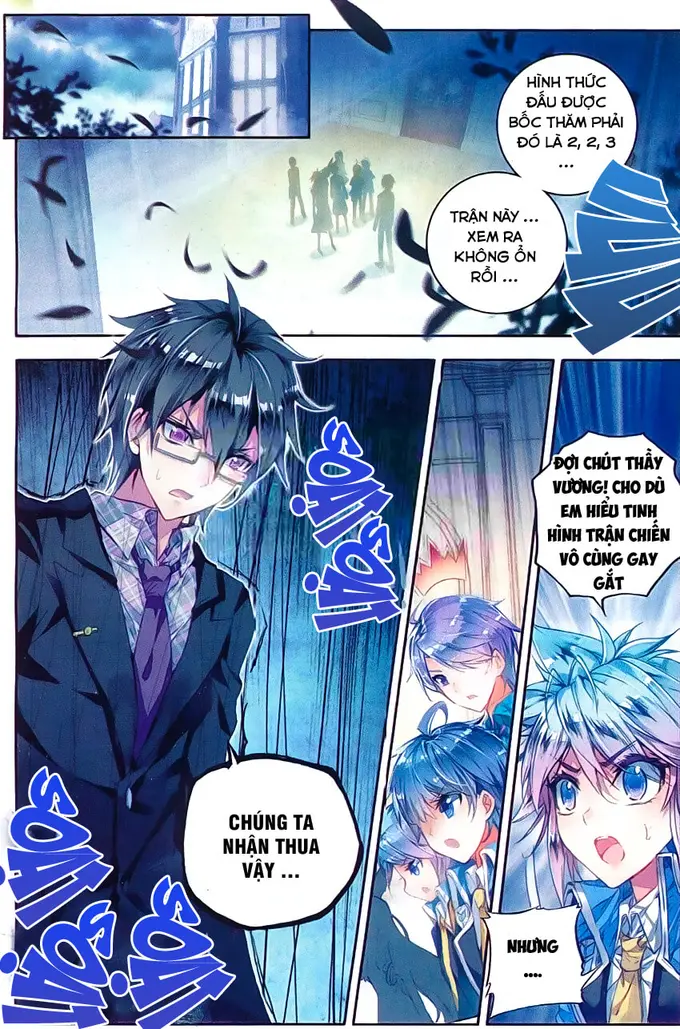 HÌNH THỨC
ĐẤU ĐƯỢC
BỐC THĂM PHẢI
ĐÓ LÀ 2, 2, 3
...
TRẬN NÀY ...
XEM RA
KHÔNG ỔN
RỒI ...
SOẠT
SOẠT
ĐỢI CHÚT THẦY
VƯƠNG! CHO DÙ
EM HIỂU TINH
HÌNH TRẬN CHIẾN
VÔ CÙNG GAY
GẮT
CHÚNG TA
NHẬN THUA
VẬY ...
SOẠT
SOẠT
SOẠT
NHƯNG
....